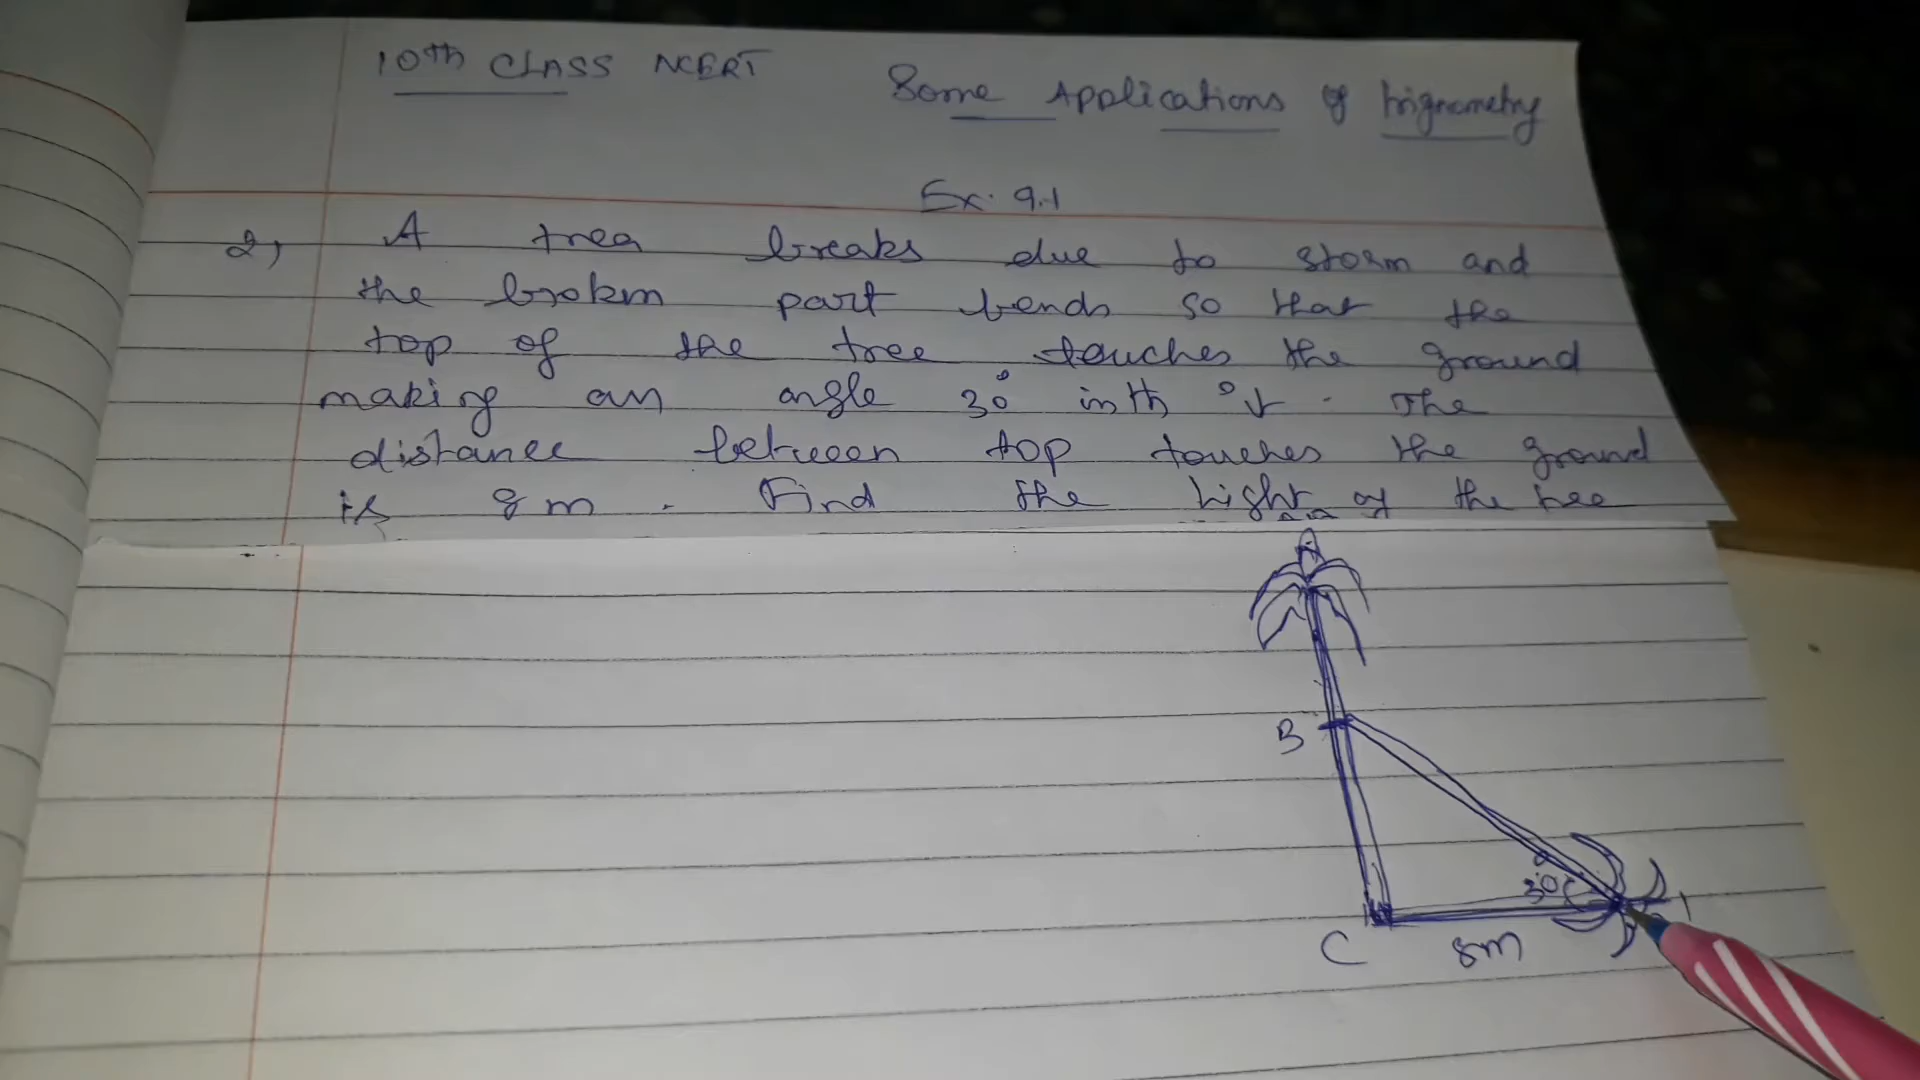 10th CLASS NCERT
Some Applications of trignometry
Ex. 9.1
2, A tree breaks due to storm and
the broken part bends so that the
top of the tree touches the ground
making an angle 30° with it. The
distance between top touches the ground
is 8 m. Find the hight of the tree
A
B
30°
C
8m